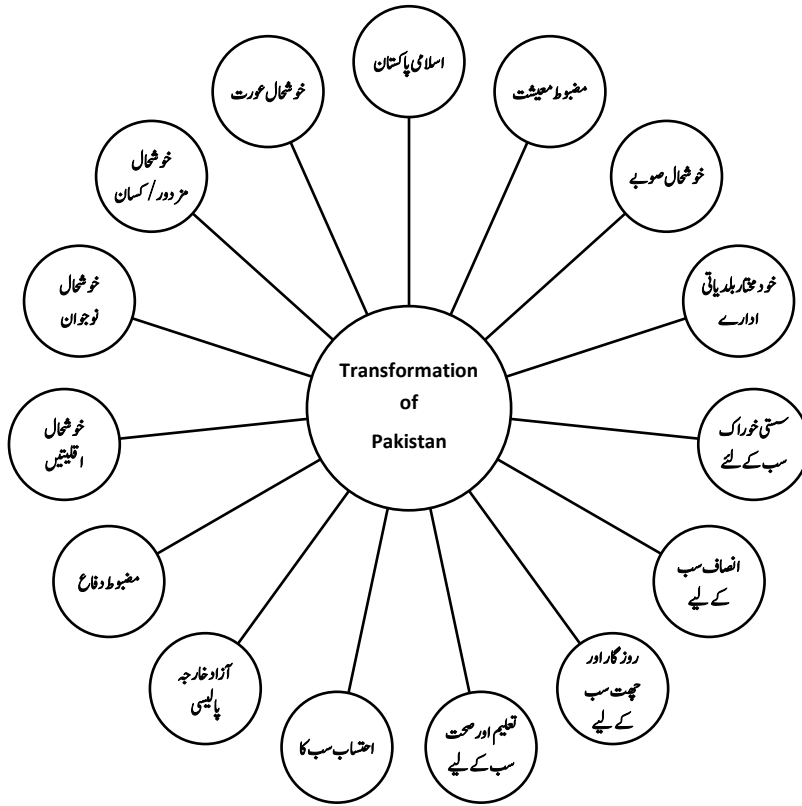 اسلامی پاکستان
مضبوط معیشت
خوشحال صوبے
خود مختار بلدیاتی
ادارے
سستی خوراک
سب کے لئے
انصاف سب
کے لیے
روزگار اور
چھت سب
کے لیے
تعلیم اور صحت
سب کے لیے
احتساب سب کا
آزاد خارجہ
پالیسی
مضبوط دفاع
خوشحال
اقلیتیں
خوشحال
نوجوان
خوشحال
مزدور/کسان
خوشحال عورت
Transformation
of
Pakistan